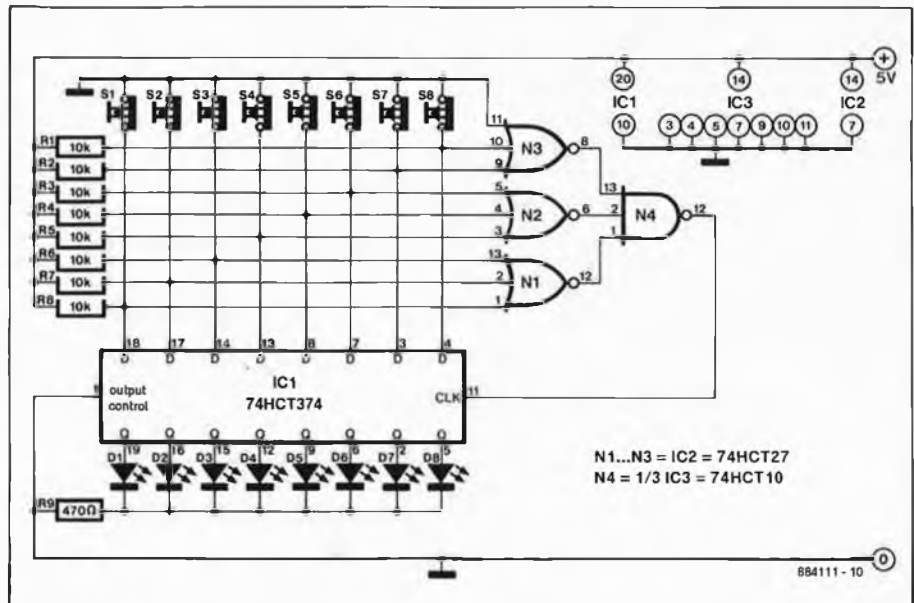 +
5V
20
14
14
IC1
IC3
IC2
10
3 4 5 7 9 10 11
7
S1 S2 S3 S4 S5 S6 S7 S8
11
R1 10k
10
N3
8
R2 10k
9
R3 10k
5
13
R4 10k
4
N2
6
2
N4
12
R5 10k
3
1
R6 10k
13
R7 10k
2
N1
12
R8 10k
1
18 17 14 13 8 7 3 4
D D D D D D D D
IC1
output
control
74HCT374
CLK
11
Q Q Q Q Q Q Q Q
19 16 15 12 9 6 2 5
D1 D2 D3 D4 D5 D6 D7 D8
N1...N3 = IC2 = 74HCT27
N4 = 1/3 IC3 = 74HCT10
R9 470Ω
0
884111 - 10